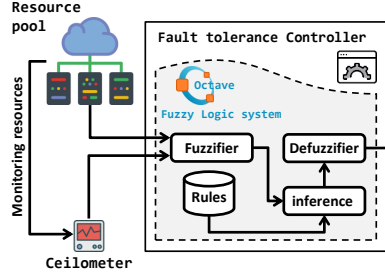 Resource
pool
Fault tolerance Controller
Octave
Fuzzy Logic system
Monitoring resources
Fuzzifier
Defuzzifier
Rules
inference
Ceilometer